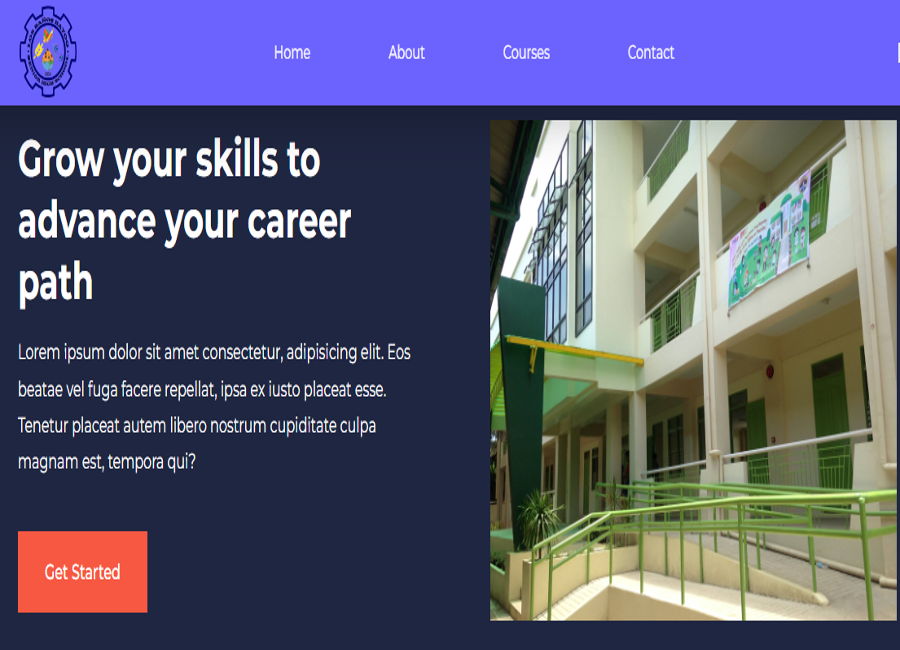 Home
About
Courses
Contact
Grow your skills to
advance your career
path
Lorem ipsum dolor sit amet consectetur, adipisicing elit. Eos
beatae vel fuga facere repellat, ipsa ex iusto placeat esse.
Tenetur placeat autem libero nostrum cupiditate culpa
magnam est, tempora qui?
Get Started